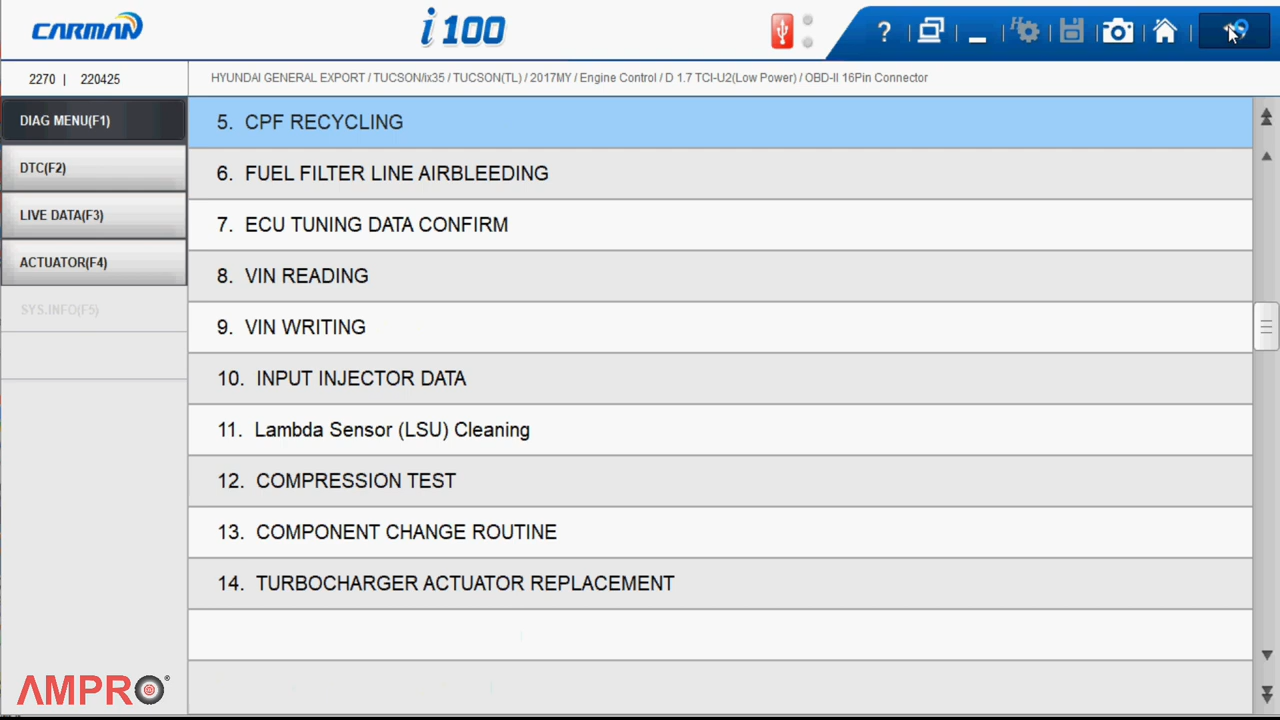 CARMAN
i100
?
2270 | 220425
HYUNDAI GENERAL EXPORT / TUCSON/ix35 / TUCSON(TL) / 2017MY / Engine Control / D 1.7 TCI-U2(Low Power) / OBD-II 16Pin Connector
DIAG MENU(F1)
DTC(F2)
LIVE DATA(F3)
ACTUATOR(F4)
SYS.INFO(F5)
5. CPF RECYCLING
6. FUEL FILTER LINE AIRBLEEDING
7. ECU TUNING DATA CONFIRM
8. VIN READING
9. VIN WRITING
10. INPUT INJECTOR DATA
11. Lambda Sensor (LSU) Cleaning
12. COMPRESSION TEST
13. COMPONENT CHANGE ROUTINE
14. TURBOCHARGER ACTUATOR REPLACEMENT
AMPRO®